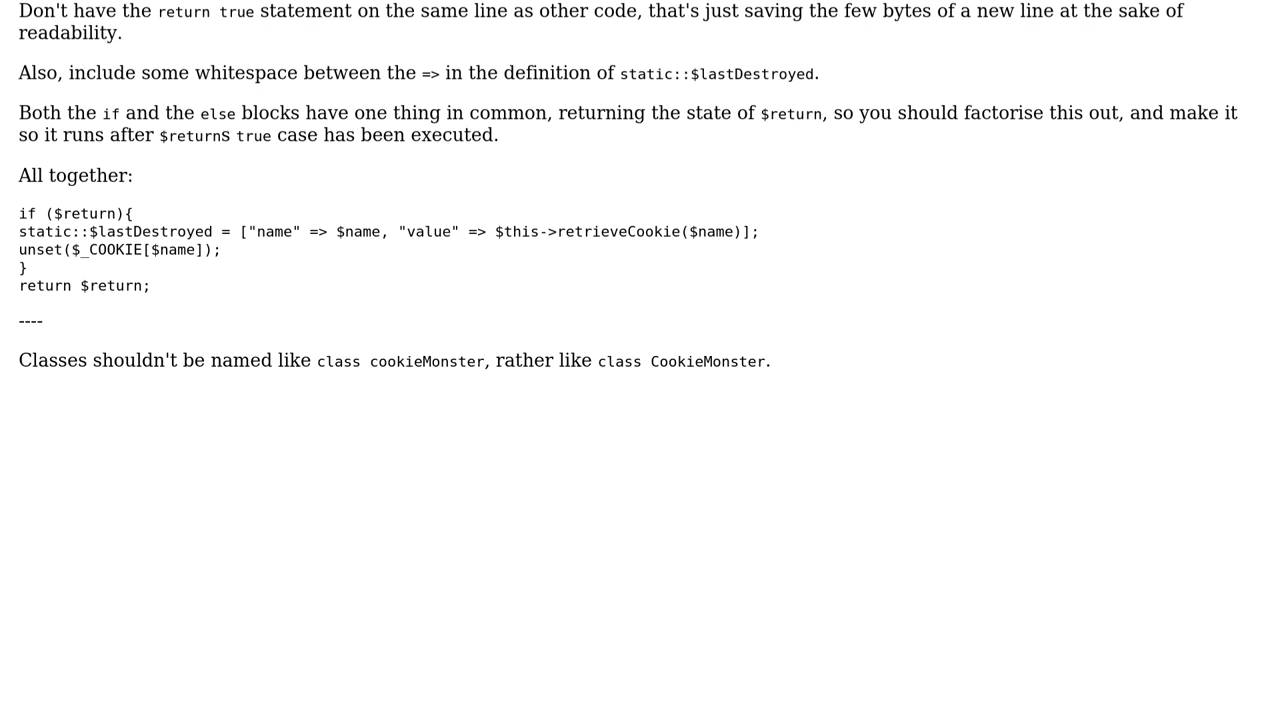 Don't have the return true statement on the same line as other code, that's just saving the few bytes of a new line at the sake of
readability.
Also, include some whitespace between the => in the definition of static::$lastDestroyed.
Both the if and the else blocks have one thing in common, returning the state of $return, so you should factorise this out, and make it
so it runs after $returns true case has been executed.
All together:
if ($return){
static::$lastDestroyed = ["name" => $name, "value" => $this->retrieveCookie($name)];
unset($_COOKIE[$name]);
}
return $return;
----
Classes shouldn't be named like class cookieMonster, rather like class CookieMonster.